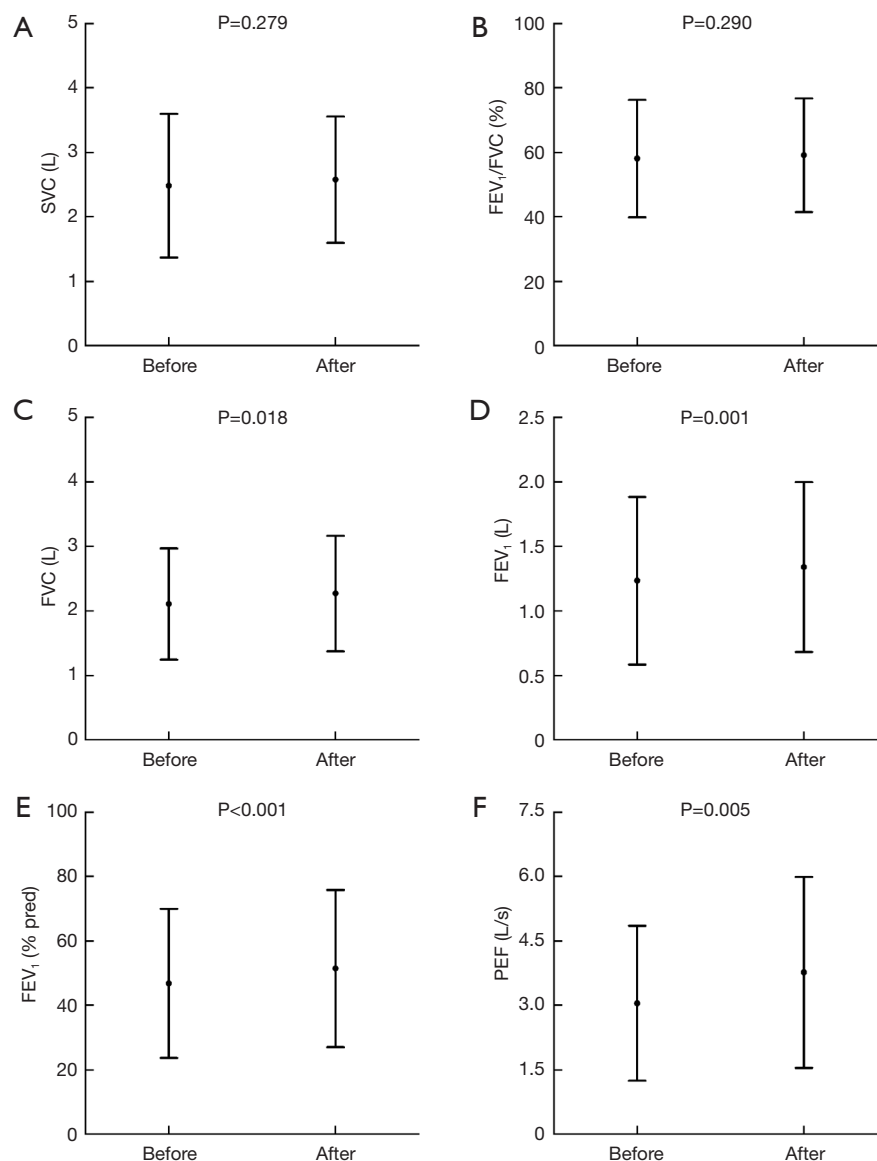 A
P=0.279
SVC (L)
5
4
3
2
1
0
Before After
B
P=0.290
FEV₁/FVC (%)
100
80
60
40
20
0
Before After
C
P=0.018
FVC (L)
5
4
3
2
1
0
Before After
D
P=0.001
FEV₁ (L)
2.5
2.0
1.5
1.0
0.5
0
Before After
E
P<0.001
FEV₁ (% pred)
100
80
60
40
20
0
Before After
F
P=0.005
PEF (L/s)
7.5
6.0
4.5
3.0
1.5
0
Before After